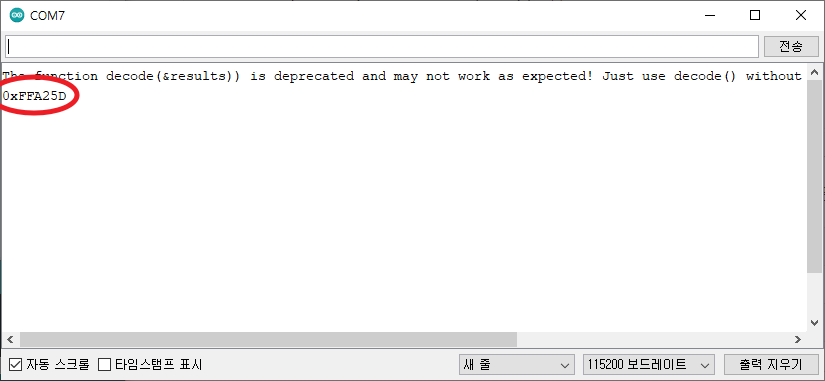 COM7
전송
The function decode(&results)) is deprecated and may not work as expected! Just use decode() without
0xFFA25D
자동 스크롤
타임스탬프 표시
새 줄
115200 보드레이트
출력 지우기